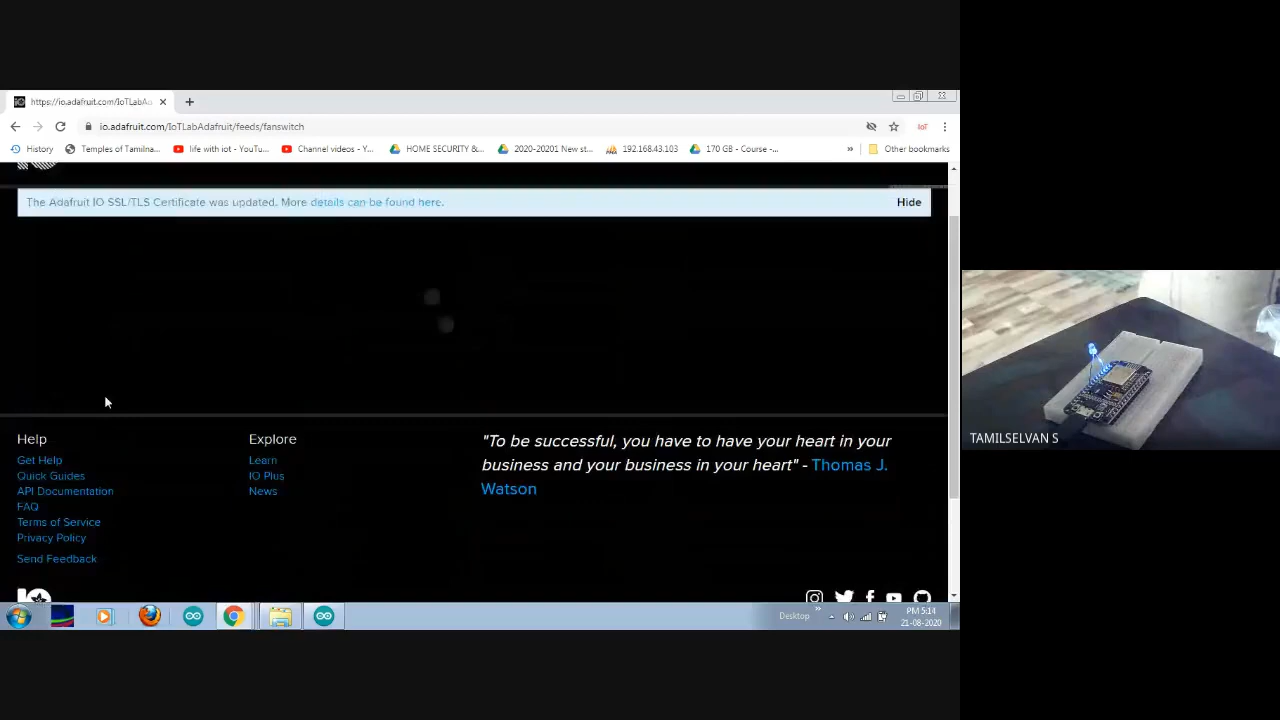 https://io.adafruit.com/IoTLabAd
io.adafruit.com/IoTLabAdafruit/feeds/fanswitch
IoT
History
Temples of Tamilna...
life with iot - YouTu...
Channel videos - Y...
HOME SECURITY &...
2020-20201 New st...
192.168.43.103
170 GB - Course -...
»
Other bookmarks
The Adafruit IO SSL/TLS Certificate was updated. More details can be found here.
Hide
Help
Get Help
Quick Guides
API Documentation
FAQ
Terms of Service
Privacy Policy
Send Feedback
Explore
Learn
IO Plus
News
"To be successful, you have to have your heart in your
business and your business in your heart" - Thomas J.
Watson
TAMILSELVAN S
Desktop
»
PM 5:14
21-08-2020